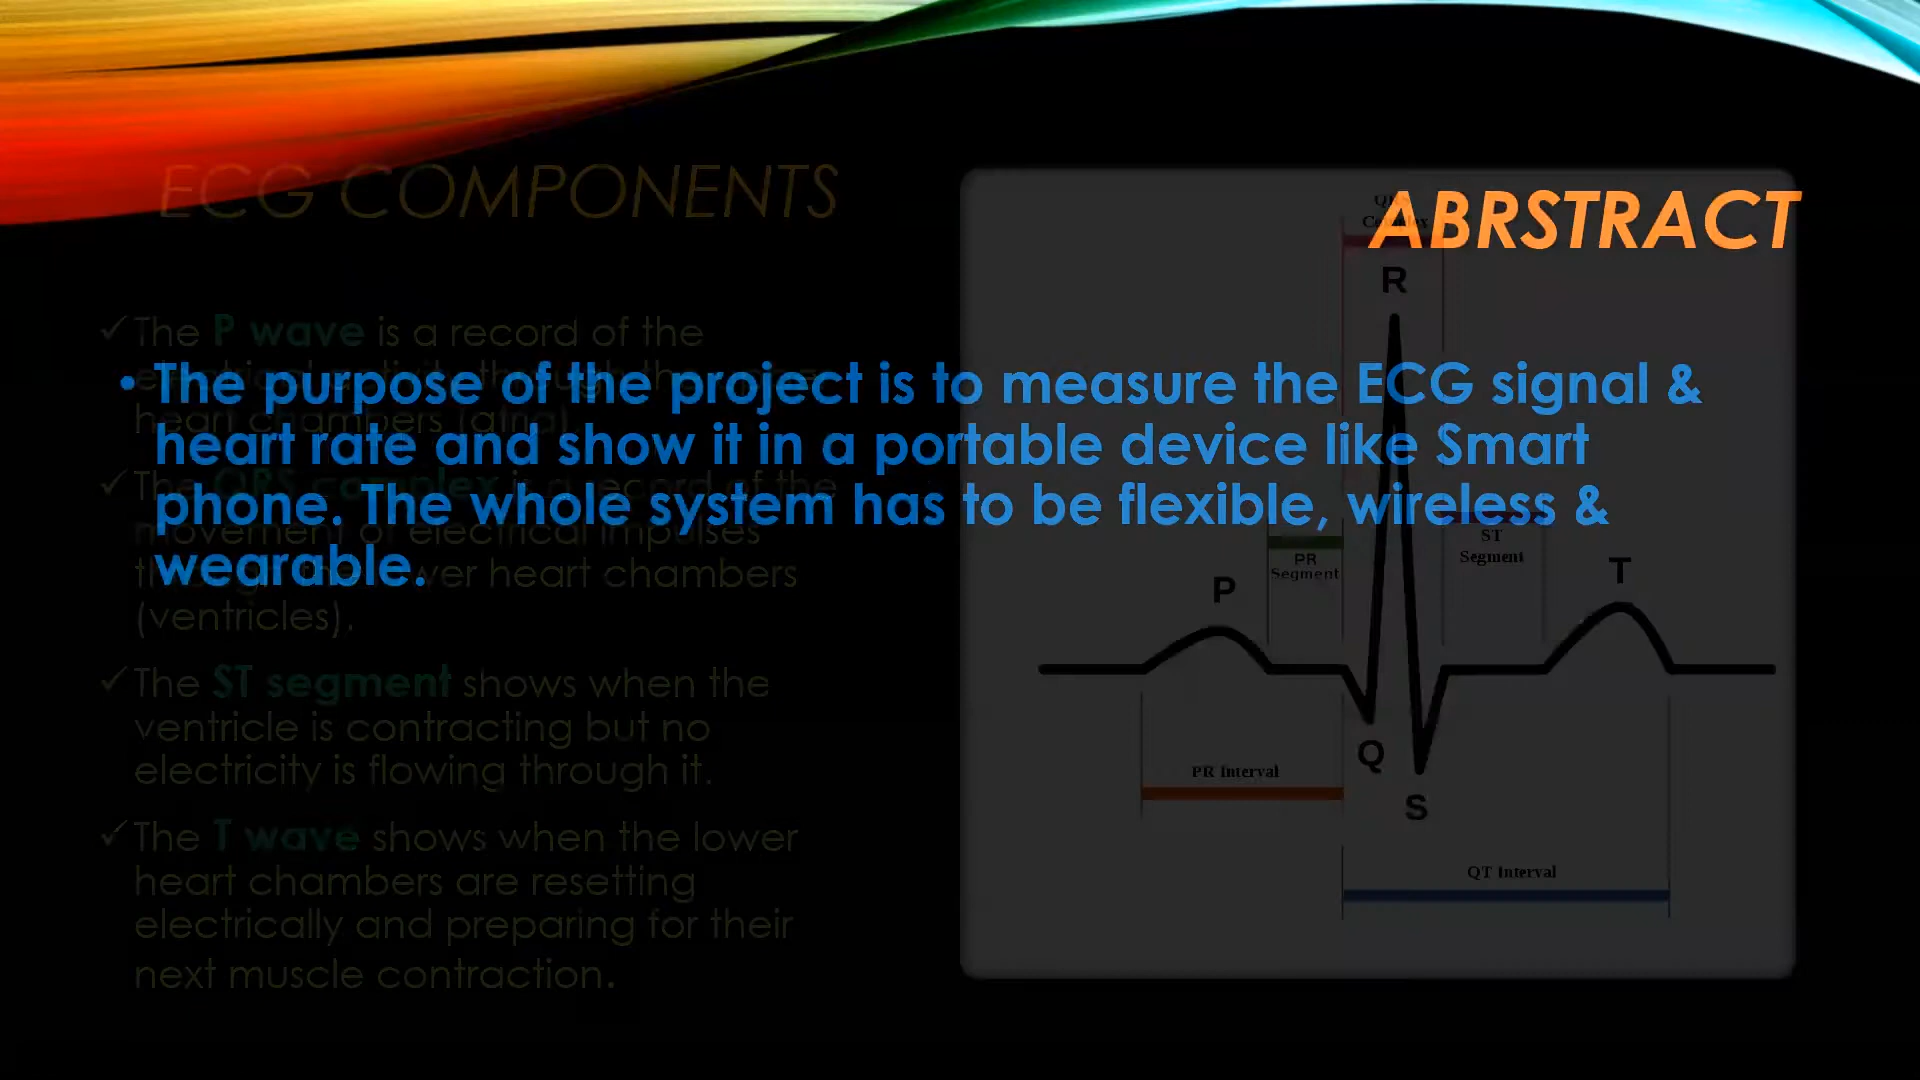 ECG COMPONENTS
ABRSTRACT
• The purpose of the project is to measure the ECG signal &
heart rate and show it in a portable device like Smart
phone. The whole system has to be flexible, wireless &
wearable.
✓ The P wave is a record of the
heart chambers (atria).
✓ The QRS complex is a record of the
movement of electrical impulses
lower heart chambers
(ventricles).
✓ The ST segment shows when the
ventricle is contracting but no
electricity is flowing through it.
✓ The T wave shows when the lower
heart chambers are resetting
electrically and preparing for their
next muscle contraction.
QRS
Complex
R
PR
Segment
ST
Segment
P
T
Q
PR Interval
S
QT Interval